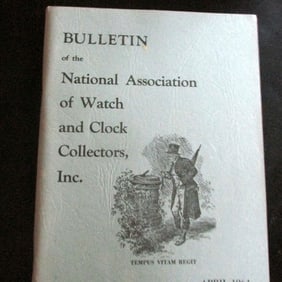 BULLETIN
of the
National Association
of Watch
and Clock
Collectors,
Inc.
TEMPUS VITAM REGIT
APRIL